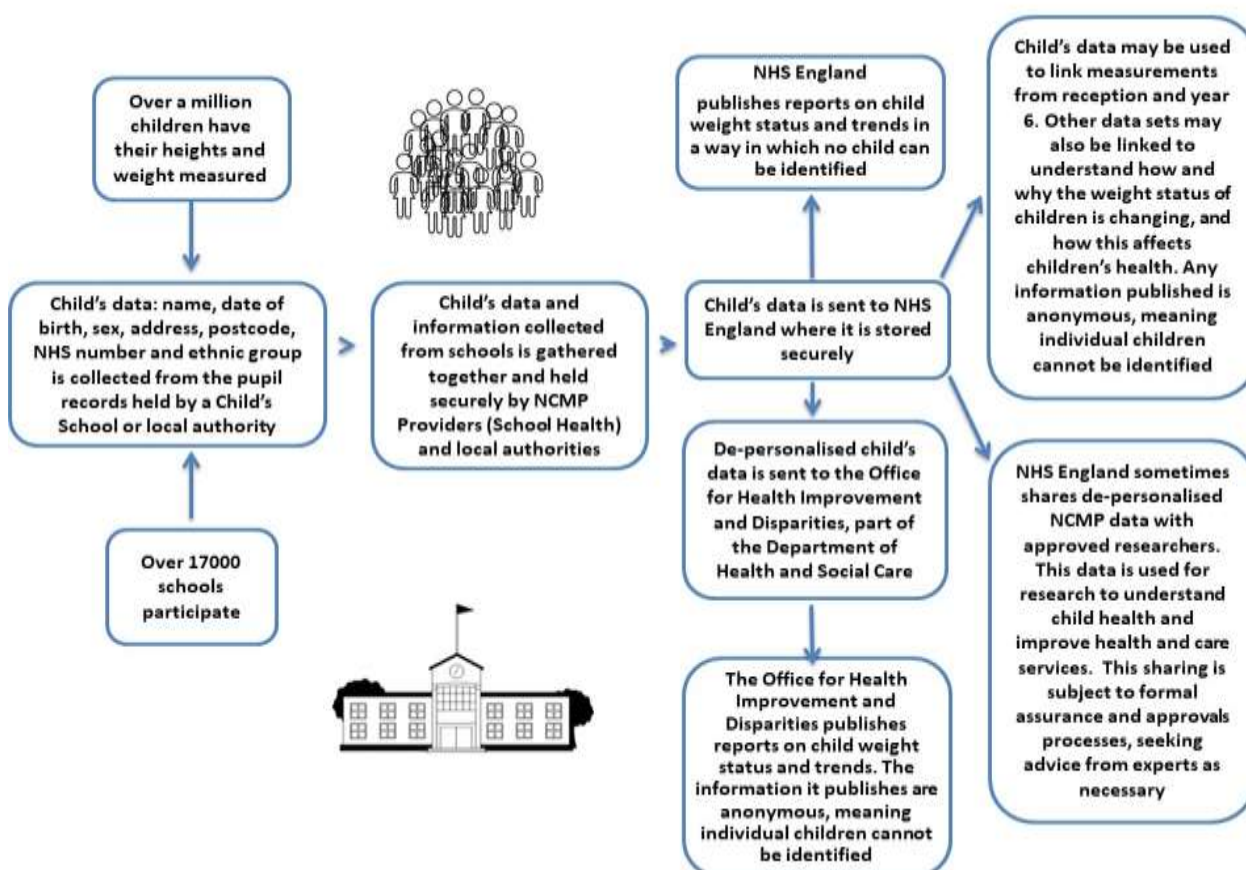 Over a million
children have
their heights and
weight measured
Child's data: name, date of
birth, sex, address, postcode,
NHS number and ethnic group
is collected from the pupil
records held by a Child's
School or local authority
Over 17000
schools
participate
Child's data and
information collected
from schools is gathered
together and held
securely by NCMP
Providers (School Health)
and local authorities
NHS England
publishes reports on child
weight status and trends in
a way in which no child can
be identified
Child's data is sent to NHS
England where it is stored
securely
De-personalised child's
data is sent to the Office
for Health Improvement
and Disparities, part of
the Department of
Health and Social Care
The Office for Health
Improvement and
Disparities publishes
reports on child weight
status and trends. The
information it publishes are
anonymous, meaning
individual children cannot
be identified
Child's data may be used
to link measurements
from reception and year
6. Other data sets may
also be linked to
understand how and
why the weight status of
children is changing, and
how this affects
children's health. Any
information published is
anonymous, meaning
individual children
cannot be identified
NHS England sometimes
shares de-personalised
NCMP data with
approved researchers.
This data is used for
research to understand
child health and
improve health and care
services.  This sharing is
subject to formal
assurance and approvals
processes, seeking
advice from experts as
necessary